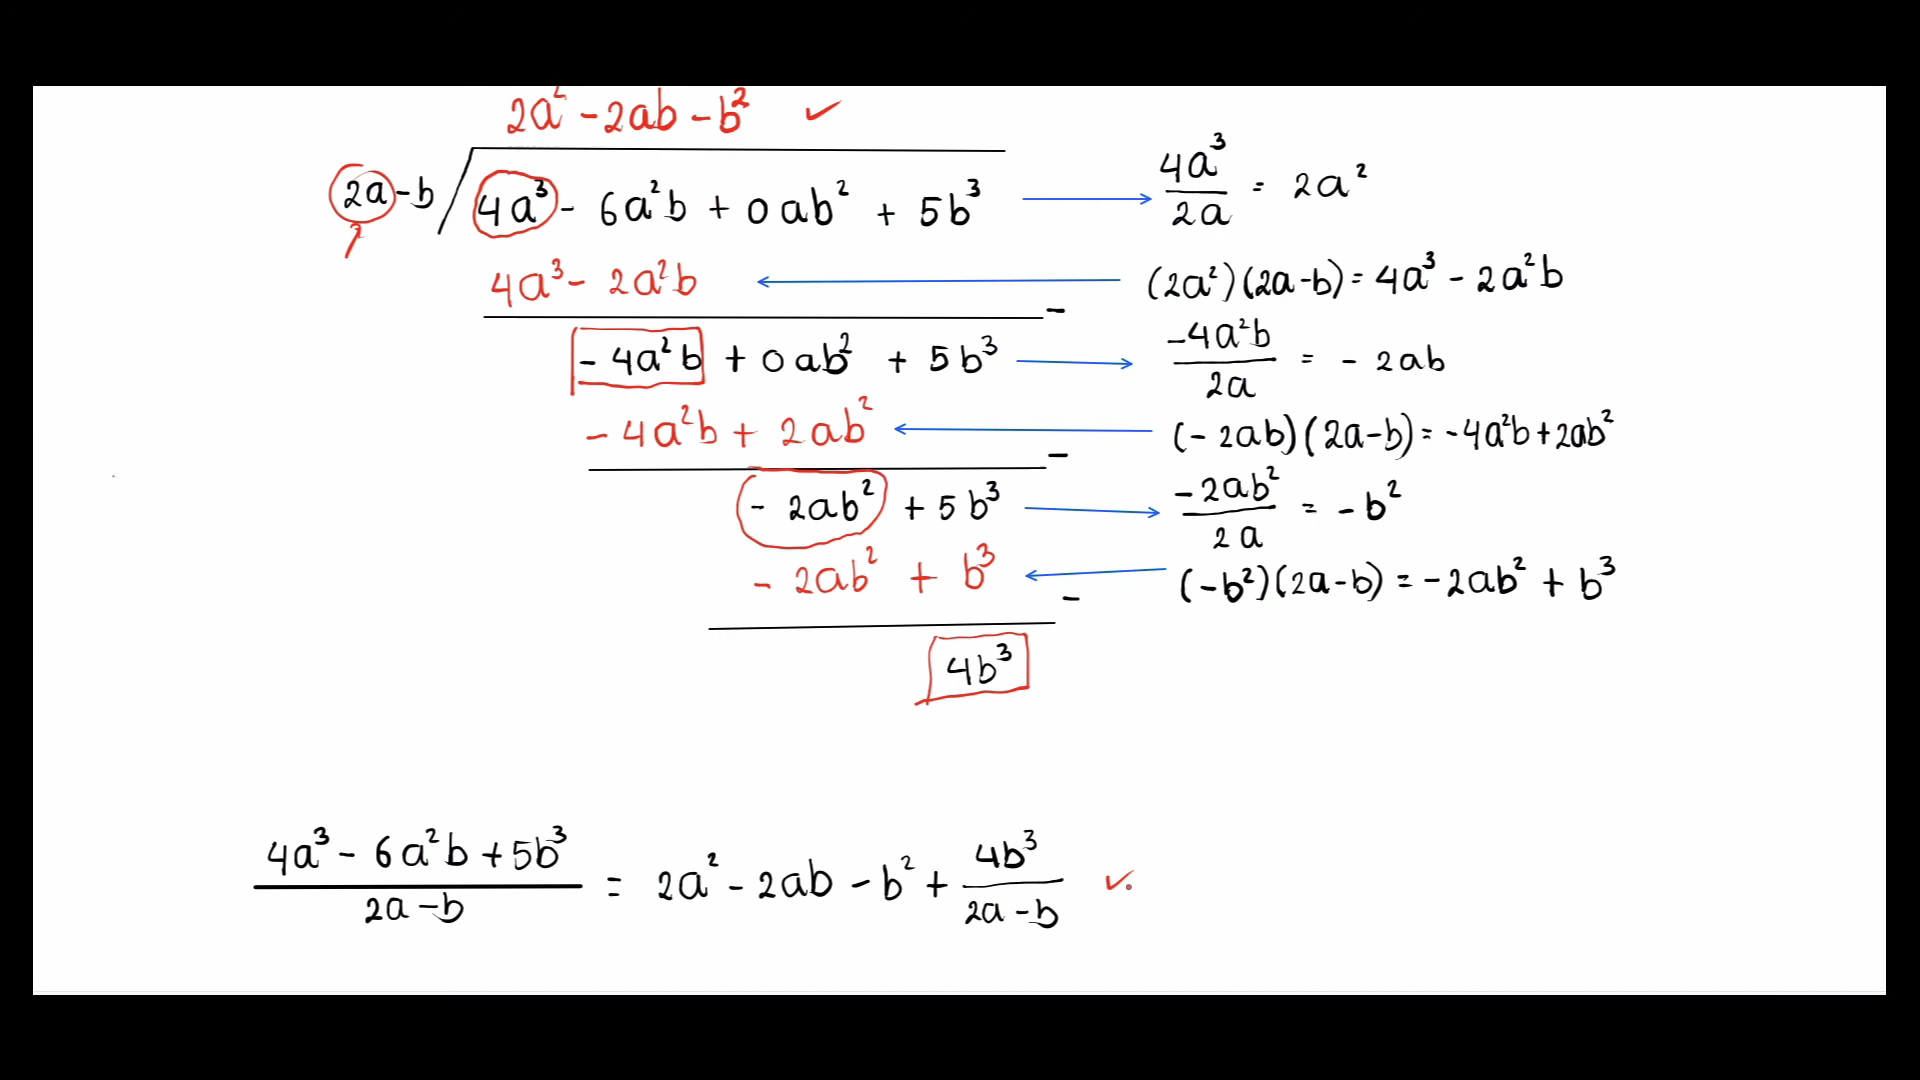 2a² - 2ab - b² ✓
2a - b 4a³ - 6a²b + 0ab² + 5b³ → 4a³/2a = 2a²
4a³ - 2a²b ← (2a²)(2a-b) = 4a³ - 2a²b
-
- 4a²b + 0ab² + 5b³ → -4a²b/2a = - 2ab
- 4a²b + 2ab² ← (- 2ab)(2a-b) = -4a²b + 2ab²
-
- 2ab² + 5b³ → -2ab²/2a = - b²
- 2ab² + b³ ← (-b²)(2a-b) = -2ab² + b³
-
4b³
4a³ - 6a²b + 5b³/2a - b = 2a² - 2ab - b² + 4b³/2a - b ✓